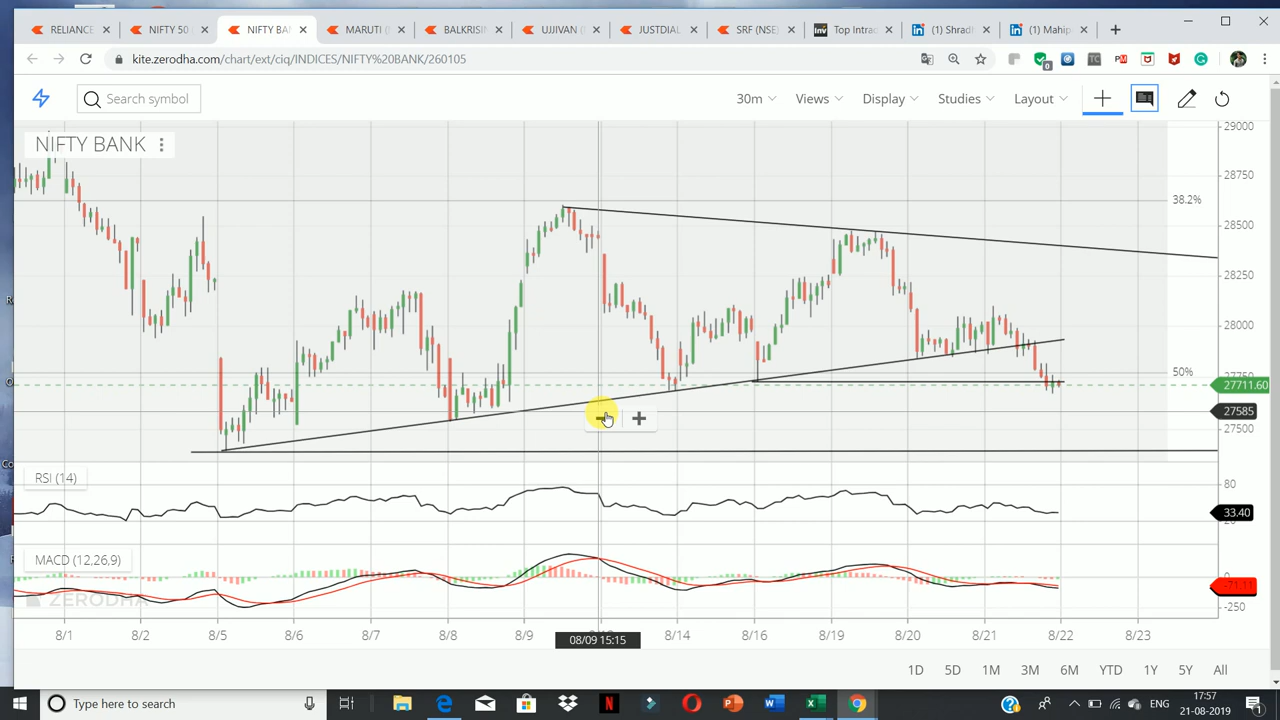 RELIANCE
NIFTY 50
NIFTY BA
MARUTI
BALKRISI
UJJIVAN
JUSTDIAL
SRF (NSE
Top Intrad
(1) Shradh
(1) Mahip
kite.zerodha.com/chart/ext/ciq/INDICES/NIFTY%20BANK/260105
Search symbol
30m
Views
Display
Studies
Layout
NIFTY BANK
29000
28750
38.2%
28500
28250
28000
50%
27711.60
27585
27500
RSI (14)
80
33.40
MACD (12,26,9)
0
-71.11
ZERODHA
-250
8/1 8/2 8/5 8/6 8/7 8/8 8/9 8/14 8/16 8/19 8/20 8/21 8/22 8/23
08/09 15:15
1D 5D 1M 3M 6M YTD 1Y 5Y All
Type here to search
ENG
17:57
21-08-2019